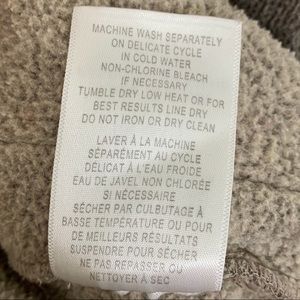 MACHINE WASH SEPARATELY
ON DELICATE CYCLE
IN COLD WATER
NON-CHLORINE BLEACH
IF NECESSARY
TUMBLE DRY LOW HEAT OR FOR
BEST RESULTS LINE DRY
DO NOT IRON OR DRY CLEAN
LAVER À LA MACHINE
SÉPARÉMENT AU CYCLE
DÉLICAT À L'EAU FROIDE
EAU DE JAVEL NON CHLORÉE
SI NÉCESSAIRE
SÉCHER PAR CULBUTAGE À
BASSE TEMPÉRATURE OU POUR
DE MEILLEURS RÉSULTATS
SUSPENDRE POUR SÉCHER
NE PAS REPASSER OU
NETTOYER À SEC